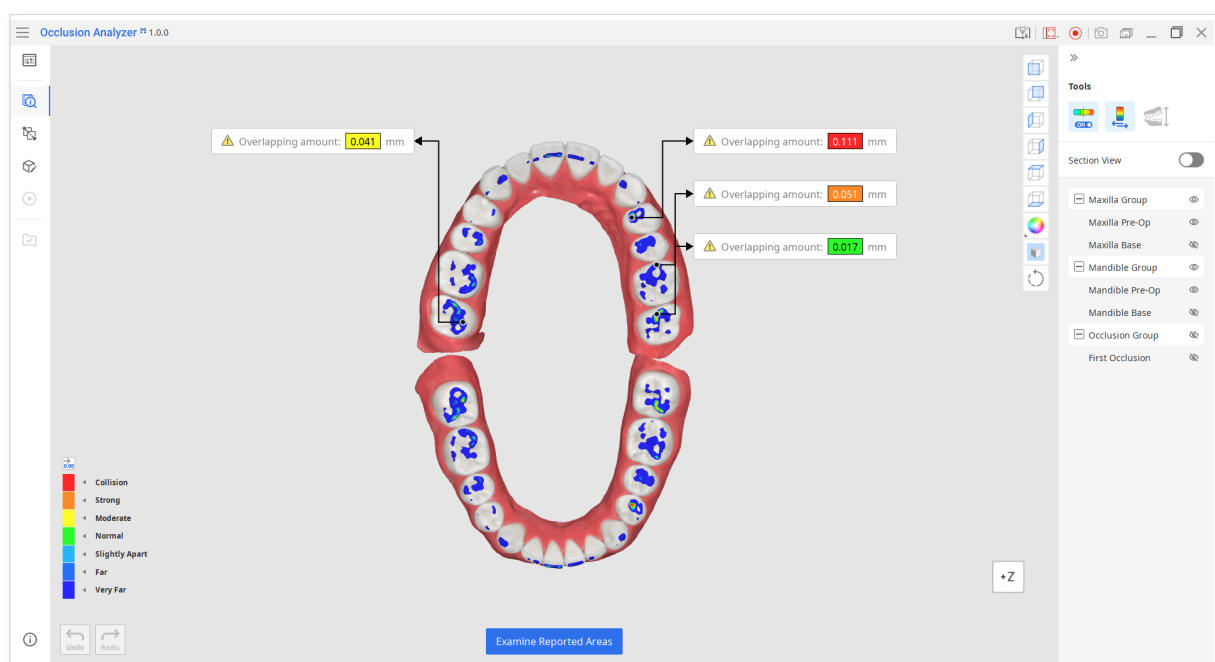 Occlusion Analyzer 1.0.0
Overlapping amount: 0.041 mm
Overlapping amount: 0.111 mm
Overlapping amount: 0.051 mm
Overlapping amount: 0.017 mm
0.00
Collision
Strong
Moderate
Normal
Slightly Apart
Far
Very Far
Undo
Redo
Examine Reported Areas
+Z
Tools
ON
Section View
Maxilla Group
Maxilla Pre-Op
Maxilla Base
Mandible Group
Mandible Pre-Op
Mandible Base
Occlusion Group
First Occlusion